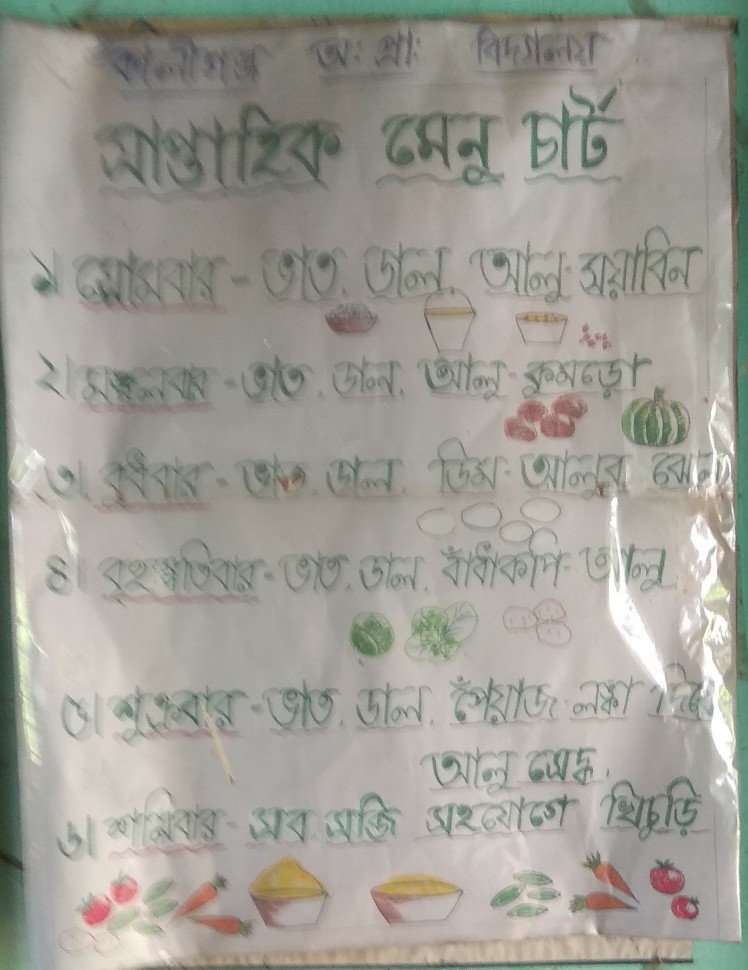 কালীগঞ্জ অঃ প্রাঃ বিদ্যালয়
সাপ্তাহিক মেনু চার্ট
১। সোমবার - ভাত. ডাল. আলু-সয়াবিন
২। মঙ্গলবার - ভাত. ডাল. আলু-কুমড়ো
৩। বুধবার - ভাত. ডাল. ডিম-আলুর ঝোল
৪। বৃহস্পতিবার - ভাত. ডাল. বাঁধাকপি-আলু
৫। শুক্রবার - ভাত. ডাল. পেঁয়াজ-লঙ্কা দিয়ে
আলু সেদ্ধ.
৬। শনিবার - সব সব্জি সহযোগে খিচুড়ি